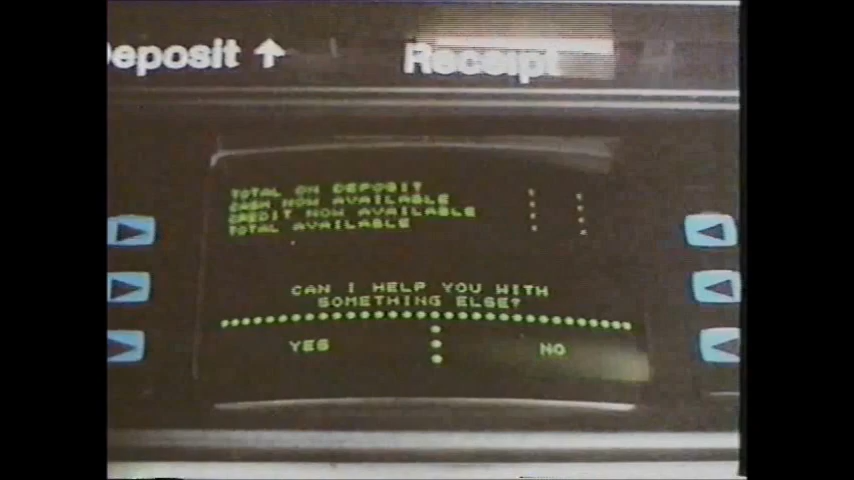 Deposit ↑ Receipt
TOTAL ON DEPOSIT
CASH NOW AVAILABLE
CREDIT NOW AVAILABLE
TOTAL AVAILABLE
CAN I HELP YOU WITH
SOMETHING ELSE?
YES NO